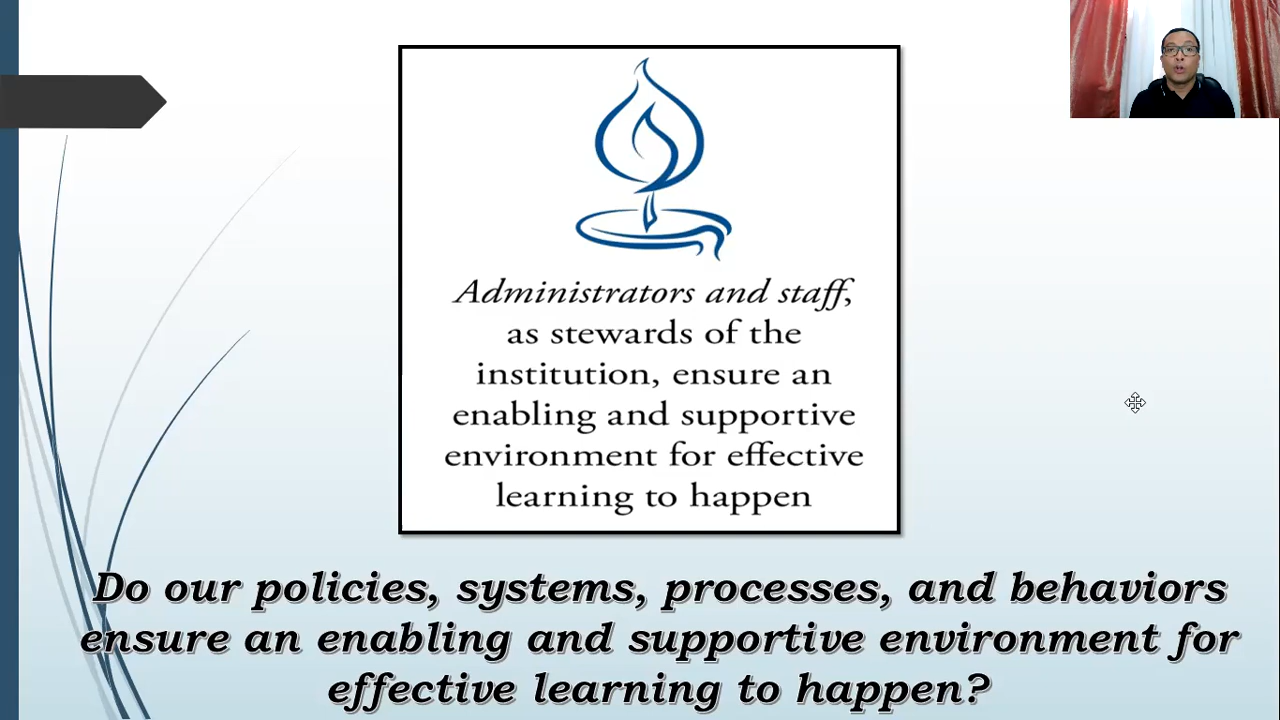 Administrators and staff,
as stewards of the
institution, ensure an
enabling and supportive
environment for effective
learning to happen
Do our policies, systems, processes, and behaviors
ensure an enabling and supportive environment for
effective learning to happen?